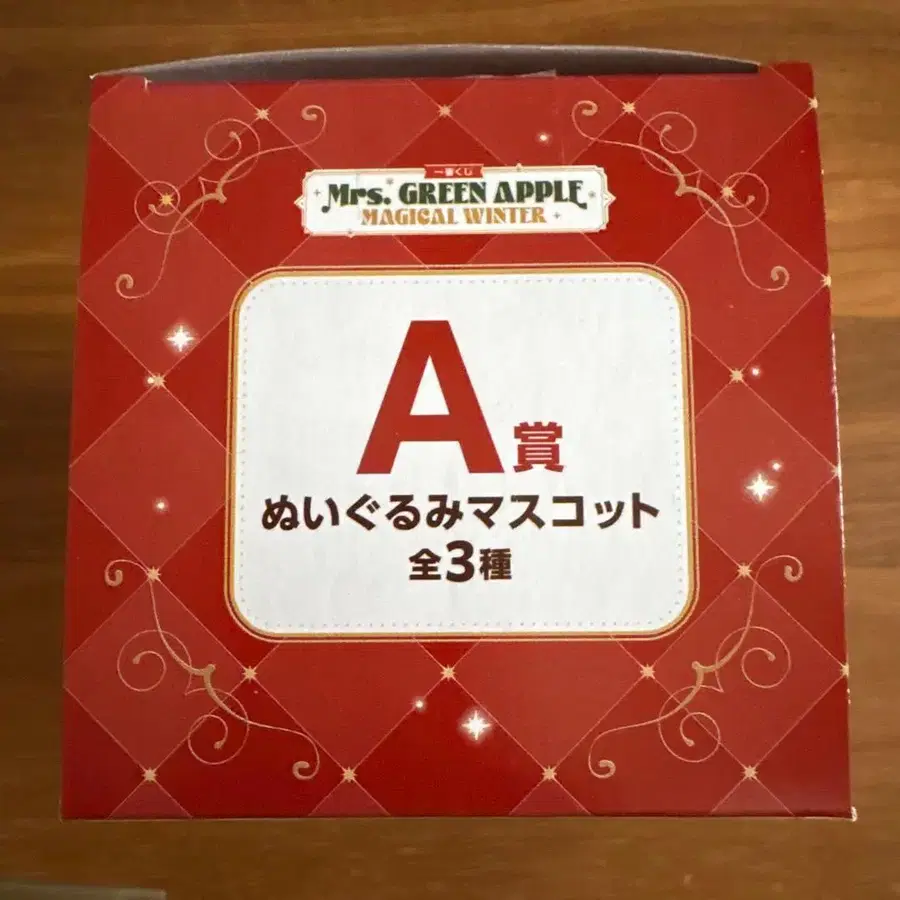 一番くじ
Mrs. GREEN APPLE
MAGICAL WINTER
A賞
ぬいぐるみマスコット
全3種